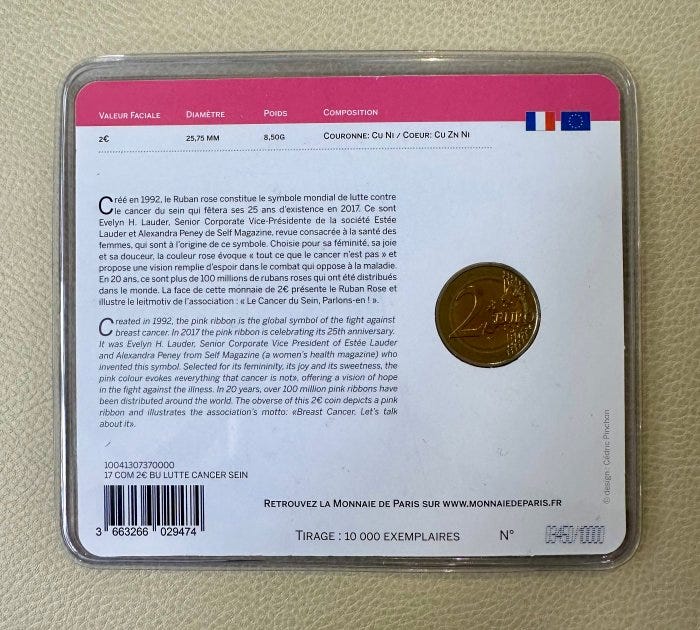 VALEUR FACIALE DIAMÈTRE POIDS COMPOSITION
2€ 25,75 MM 8,50G COURONNE: CU NI / COEUR: CU ZN NI
Créé en 1992, le Ruban rose constitue le symbole mondial de lutte contre
le cancer du sein qui fêtera ses 25 ans d'existence en 2017. Ce sont
Evelyn H. Lauder, Senior Corporate Vice-Présidente de la société Estée
Lauder et Alexandra Peney de Self Magazine, revue consacrée à la santé des
femmes, qui sont à l'origine de ce symbole. Choisie pour sa féminité, sa joie
et sa douceur, la couleur rose évoque « tout ce que le cancer n'est pas » et
propose une vision remplie d'espoir dans le combat qui oppose à la maladie.
En 20 ans, ce sont plus de 100 millions de rubans roses qui ont été distribués
dans le monde. La face de cette monnaie de 2€ présente le Ruban Rose et
illustre le leitmotiv de l'association : « Le Cancer du Sein, Parlons-en ! ».
Created in 1992, the pink ribbon is the global symbol of the fight against
breast cancer. In 2017 the pink ribbon is celebrating its 25th anniversary.
It was Evelyn H. Lauder, Senior Corporate Vice President of Estée Lauder
and Alexandra Peney from Self Magazine (a women's health magazine) who
invented this symbol. Selected for its femininity, its joy and its sweetness, the
pink colour evokes «everything that cancer is not», offering a vision of hope
in the fight against the illness. In 20 years, over 100 million pink ribbons have
been distributed around the world. The obverse of this 2€ coin depicts a pink
ribbon and illustrates the association's motto: «Breast Cancer. Let's talk
about it».
2 EURO
© design : Cédric Pinchon
10041307370000
17 COM 2€ BU LUTTE CANCER SEIN
3 663266 029474
RETROUVEZ LA MONNAIE DE PARIS SUR WWW.MONNAIEDEPARIS.FR
TIRAGE : 10 000 EXEMPLAIRES N° 03450/10000